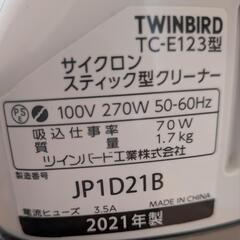 TWINBIRD
TC-E123型
サイクロン
スティック型クリーナー
PS
E
100V 270W 50-60Hz
吸込仕事率 70W
質量 1.7kg
ツインバード工業株式会社
製造番号 MADE IN CHINA
JP1D21B
電流ヒューズ 3.5A
2021年製